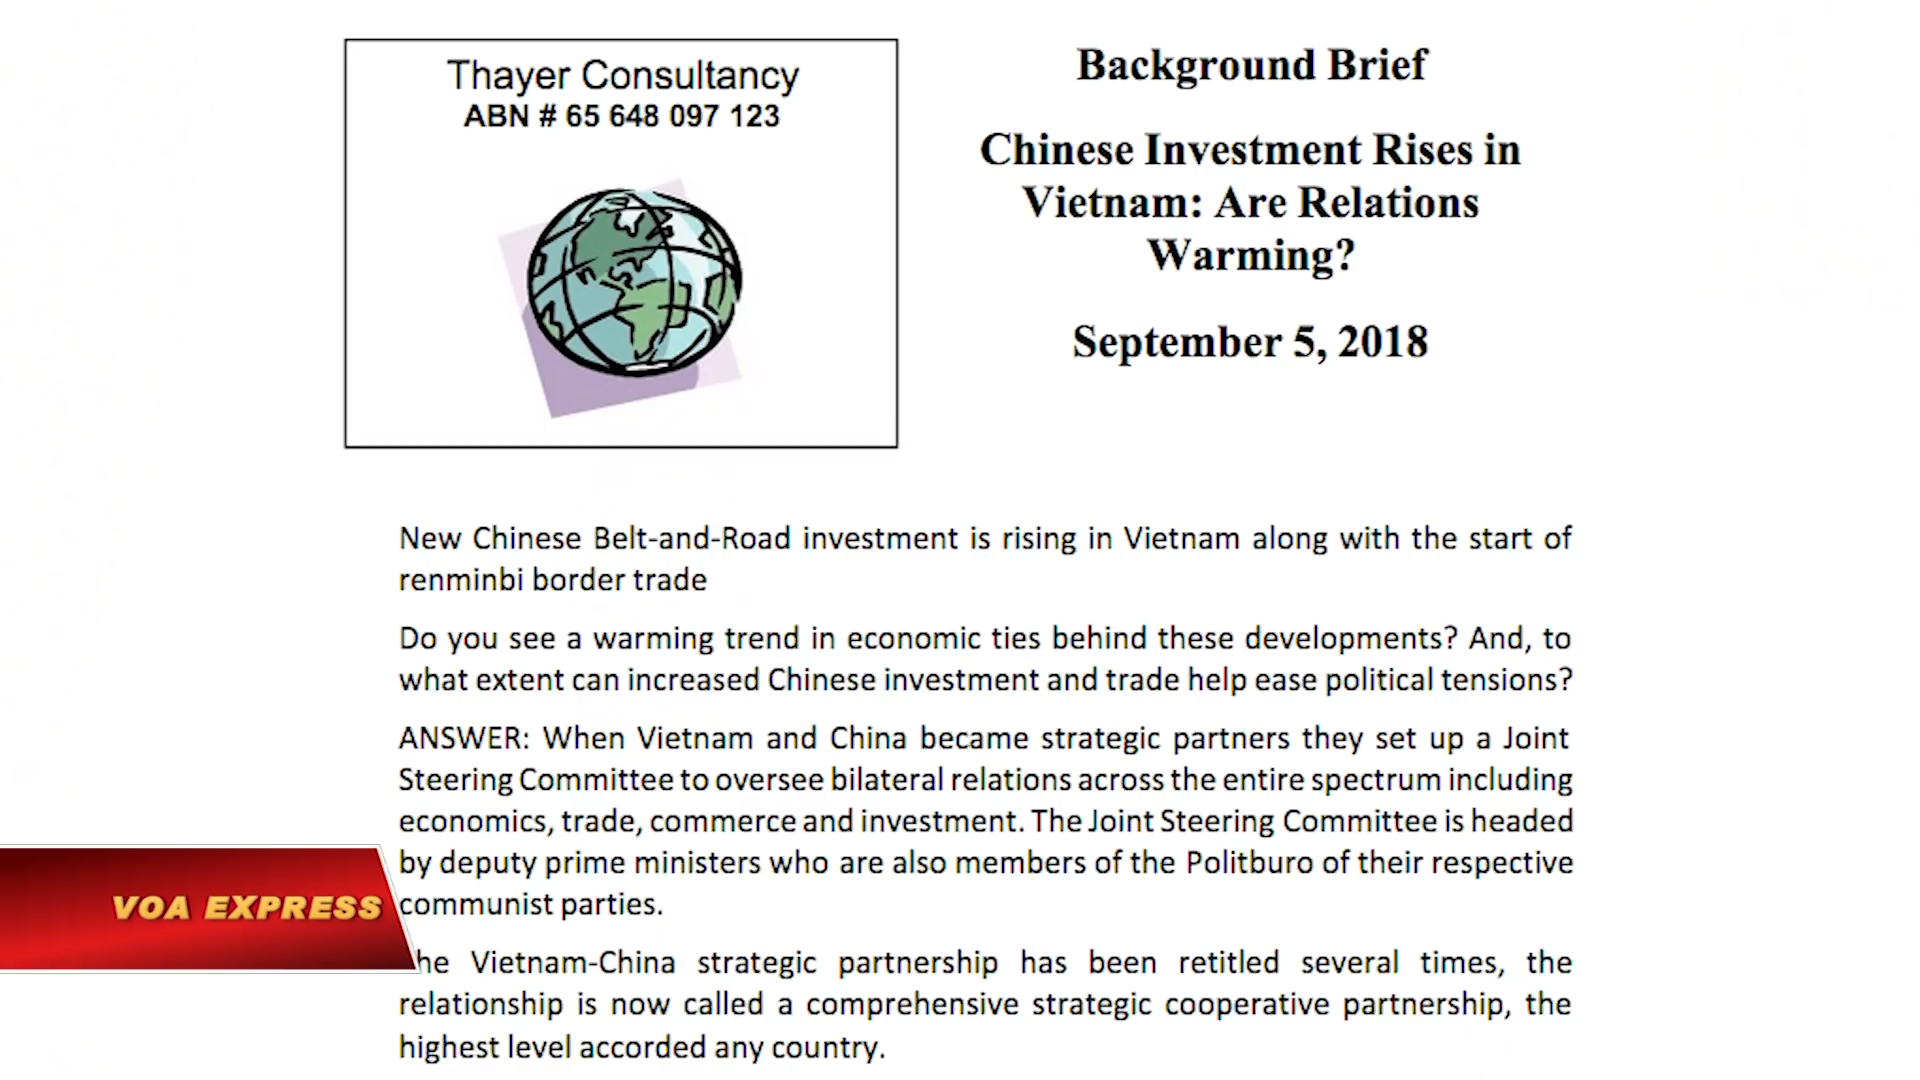 Thayer Consultancy
ABN # 65 648 097 123
Background Brief
Chinese Investment Rises in
Vietnam: Are Relations
Warming?
September 5, 2018
New Chinese Belt-and-Road investment is rising in Vietnam along with the start of
renminbi border trade
Do you see a warming trend in economic ties behind these developments? And, to
what extent can increased Chinese investment and trade help ease political tensions?
ANSWER: When Vietnam and China became strategic partners they set up a Joint
Steering Committee to oversee bilateral relations across the entire spectrum including
economics, trade, commerce and investment. The Joint Steering Committee is headed
by deputy prime ministers who are also members of the Politburo of their respective
communist parties.
he Vietnam-China strategic partnership has been retitled several times, the
relationship is now called a comprehensive strategic cooperative partnership, the
highest level accorded any country.
VOA EXPRESS